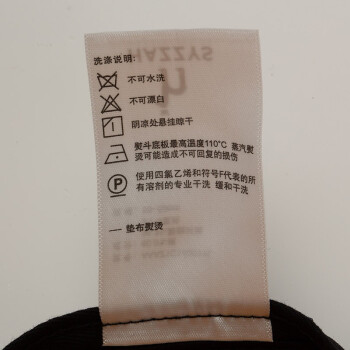 HAZZYS
洗涤说明:
不可水洗
不可漂白
阴凉处悬挂晾干
熨斗底板最高温度110°C 蒸汽熨
烫可能造成不可回复的损伤
P
使用四氯乙烯和符号F代表的所
有溶剂的专业干洗 缓和干洗
— 垫布熨烫